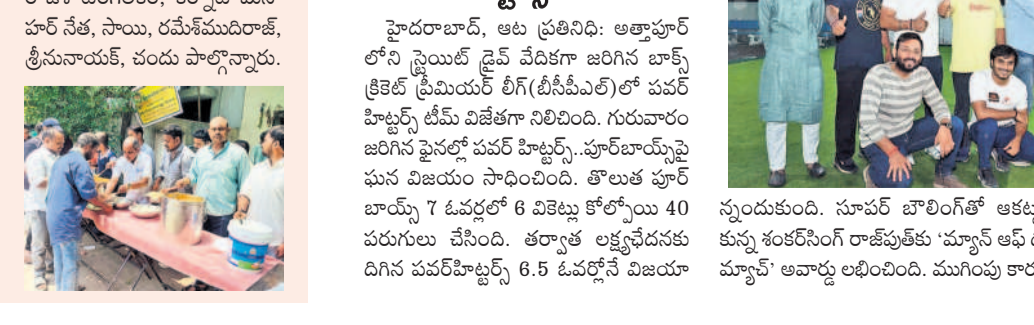 హర్ నేత, సాయి, రమేశ్‌ముదిరాజ్,
శ్రీనునాయక్, చందు పాల్గొన్నారు.
హైదరాబాద్, ఆట ప్రతినిధి: అత్తాపూర్
లోని స్ట్రెయిట్ డ్రైవ్ వేదికగా జరిగిన బాక్స్
క్రికెట్ ప్రీమియర్ లీగ్(బీసీపీఎల్)లో పవర్
హిట్టర్స్ టీమ్ విజేతగా నిలిచింది. గురువారం
జరిగిన ఫైనల్లో పవర్ హిట్టర్స్..పూర్‌బాయ్స్‌పై
ఘన విజయం సాధించింది. తొలుత పూర్
బాయ్స్ 7 ఓవర్లలో 6 వికెట్లు కోల్పోయి 40
పరుగులు చేసింది. తర్వాత లక్ష్యఛేదనకు
దిగిన పవర్‌హిట్టర్స్ 6.5 ఓవర్లోనే విజయా
న్నందుకుంది. సూపర్ బౌలింగ్‌తో
కున్న శంకర్‌సింగ్ రాజ్‌పుత్‌కు 'మ్యాన్ ఆఫ్
మ్యాచ్' అవార్డు లభించింది. ముగింపు